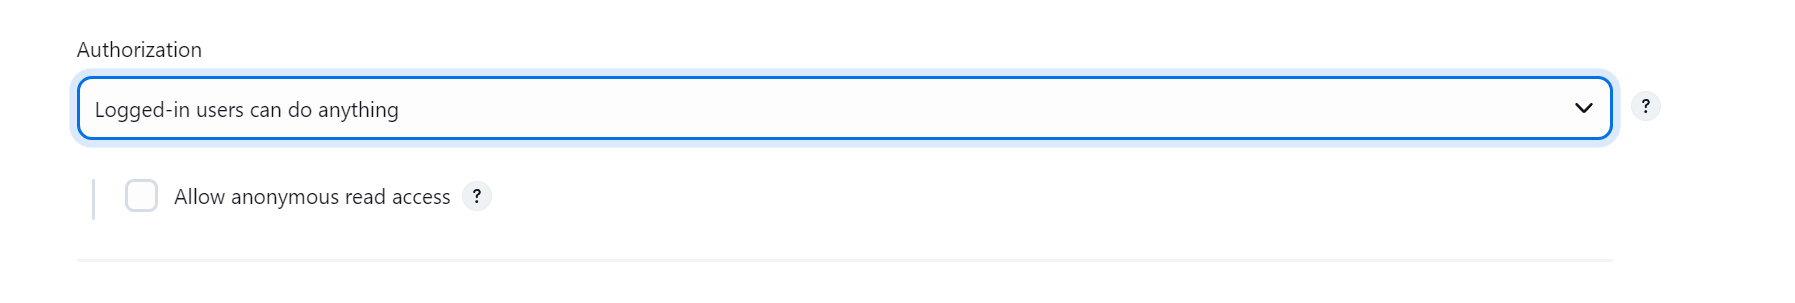 Authorization
Logged-in users can do anything
?
Allow anonymous read access ?